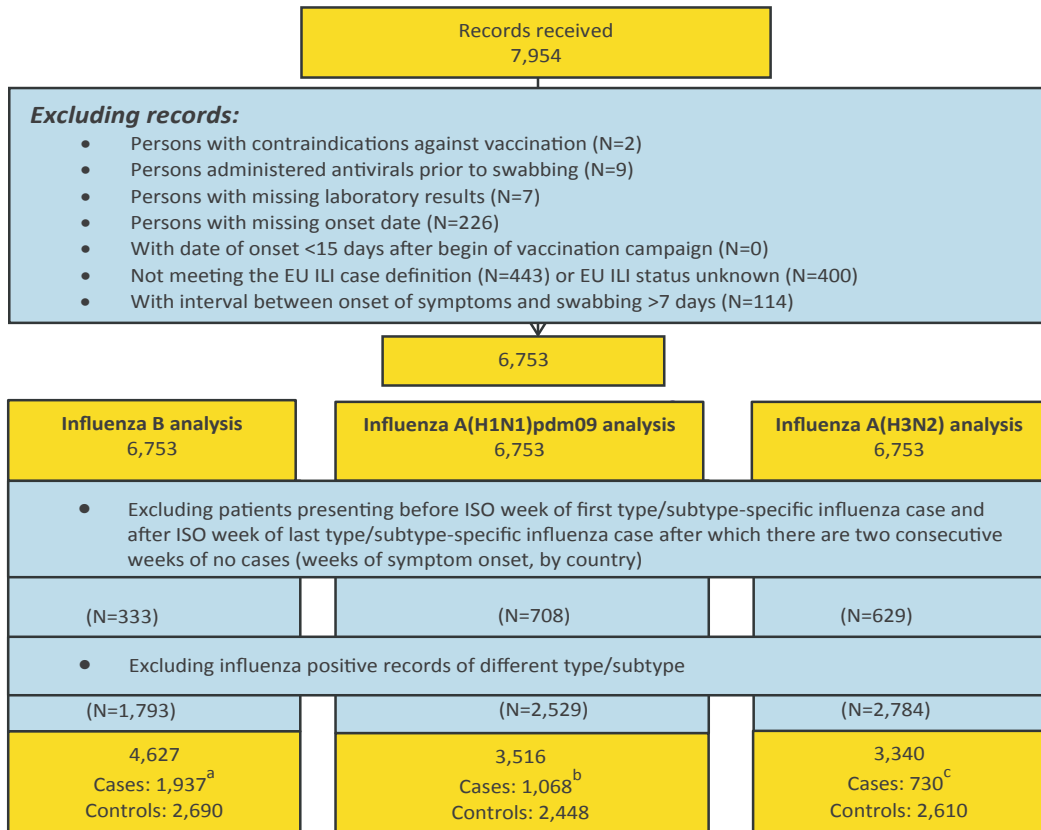 Records received
7,954
Excluding records:
• Persons with contraindications against vaccination (N=2)
• Persons administered antivirals prior to swabbing (N=9)
• Persons with missing laboratory results (N=7)
• Persons with missing onset date (N=226)
• With date of onset <15 days after begin of vaccination campaign (N=0)
• Not meeting the EU ILI case definition (N=443) or EU ILI status unknown (N=400)
• With interval between onset of symptoms and swabbing >7 days (N=114)
6,753
Influenza B analysis
6,753
Influenza A(H1N1)pdm09 analysis
6,753
Influenza A(H3N2) analysis
6,753
• Excluding patients presenting before ISO week of first type/subtype-specific influenza case and
after ISO week of last type/subtype-specific influenza case after which there are two consecutive
weeks of no cases (weeks of symptom onset, by country)
(N=333)
(N=708)
(N=629)
• Excluding influenza positive records of different type/subtype
(N=1,793)
(N=2,529)
(N=2,784)
4,627
Cases: 1,937a
Controls: 2,690
3,516
Cases: 1,068b
Controls: 2,448
3,340
Cases: 730c
Controls: 2,610